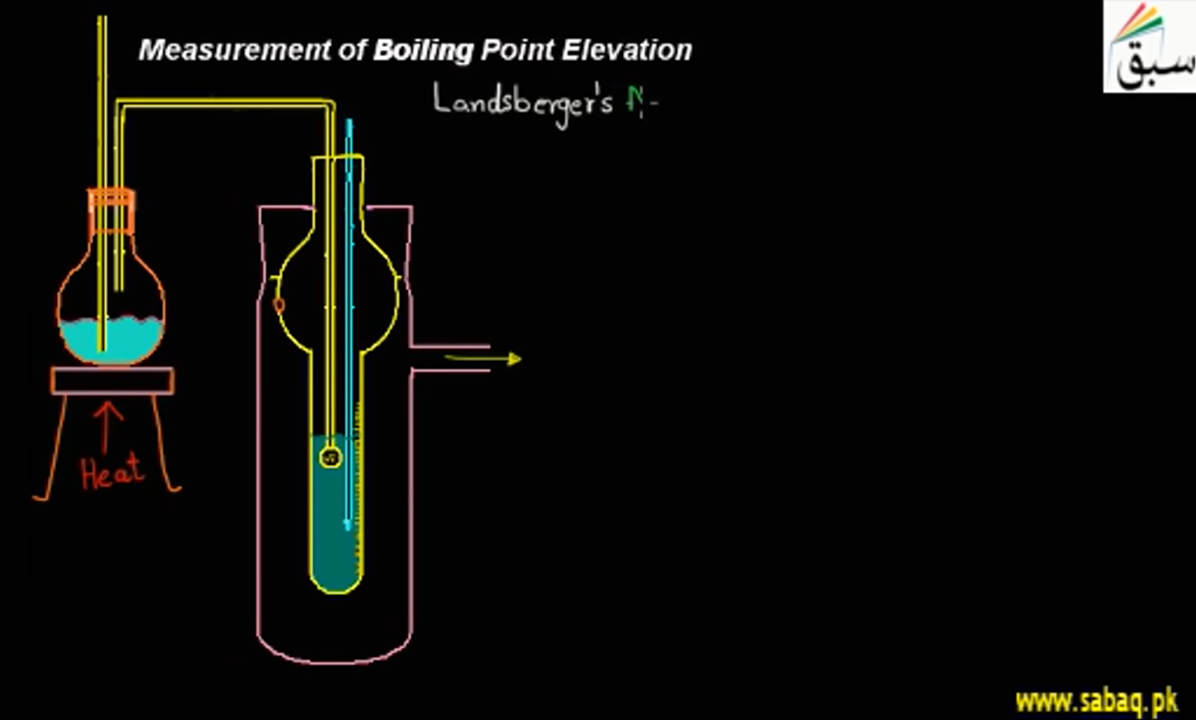 Measurement of Boiling Point Elevation
Landsberger's
سبق
Heat
www.sabaq.pk